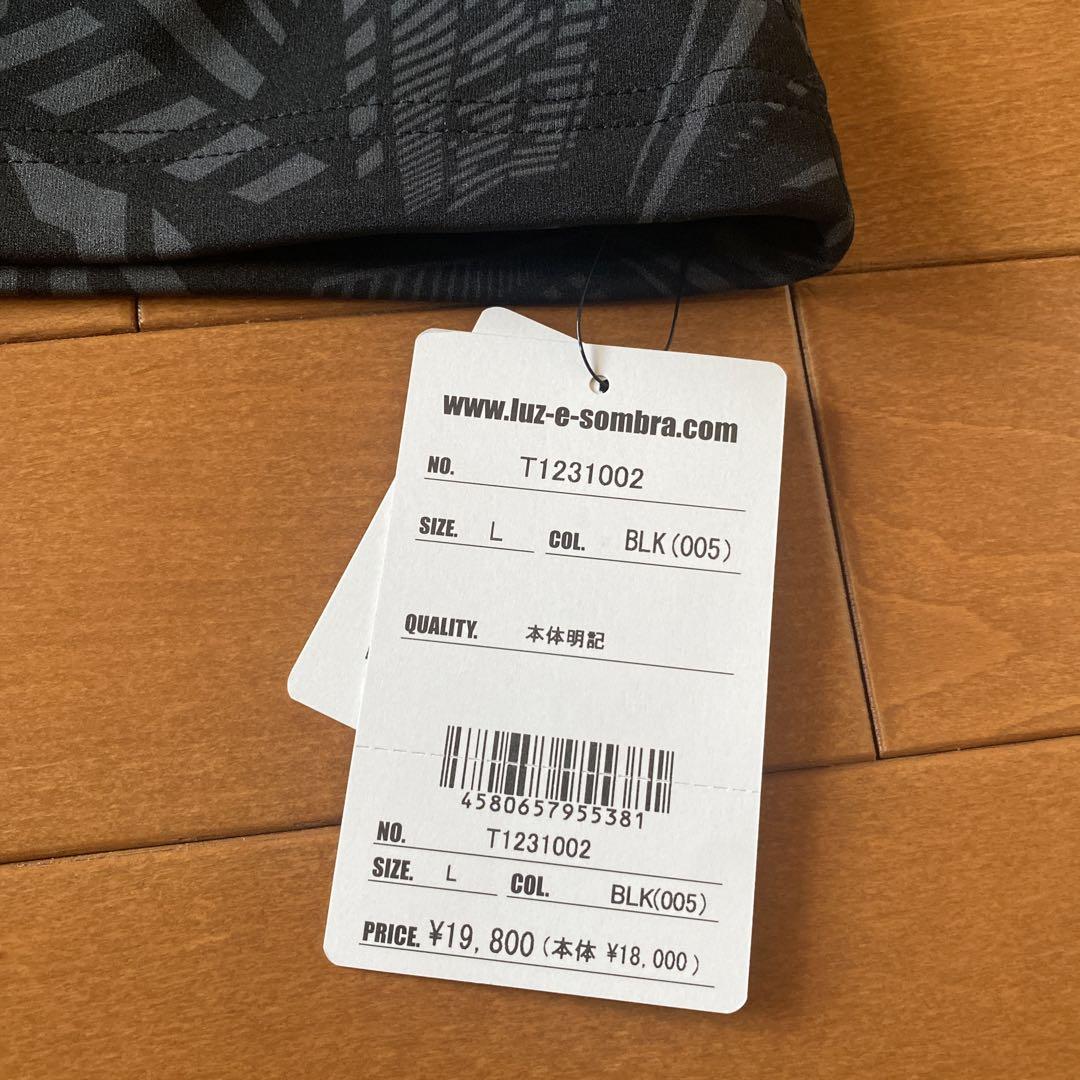 www.luz-e-sombra.com
NO. T1231002
SIZE. L COL. BLK(005)
QUALITY. 本体明記
4580657955381
NO. T1231002
SIZE. L COL. BLK(005)
PRICE. ¥19,800(本体 ¥18,000)